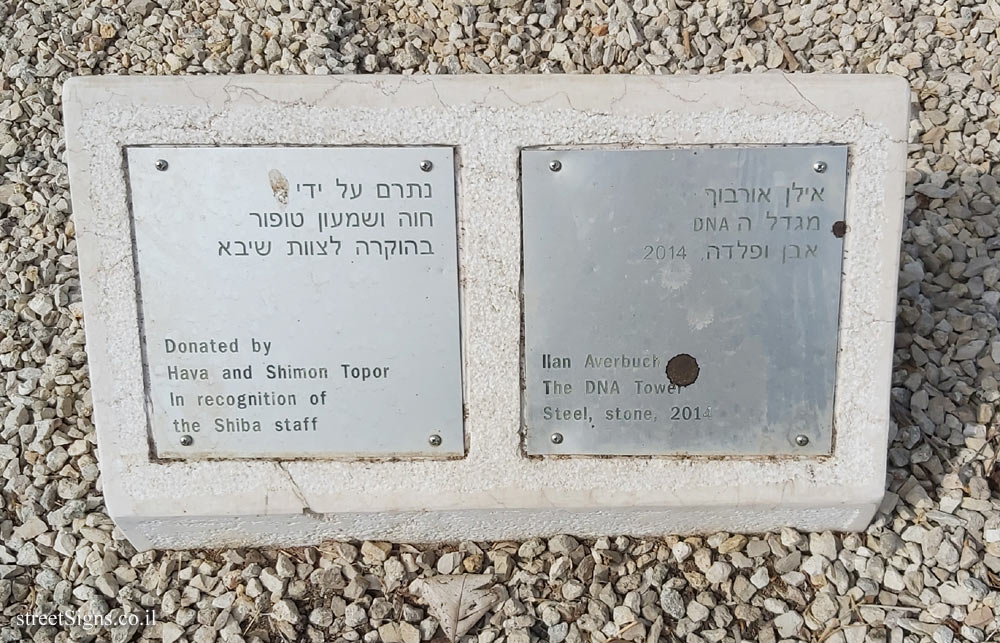 נתרם על ידי
חוה ושמעון טופור
בהוקרה לצוות שיבא
Donated by
Hava and Shimon Topor
In recognition of
the Shiba staff
אילן אורבוך
מגדל ה DNA
אבן ופלדה, 2014
Ilan Averbuch
The DNA Tower
Steel, stone, 2014
streetSigns.co.il